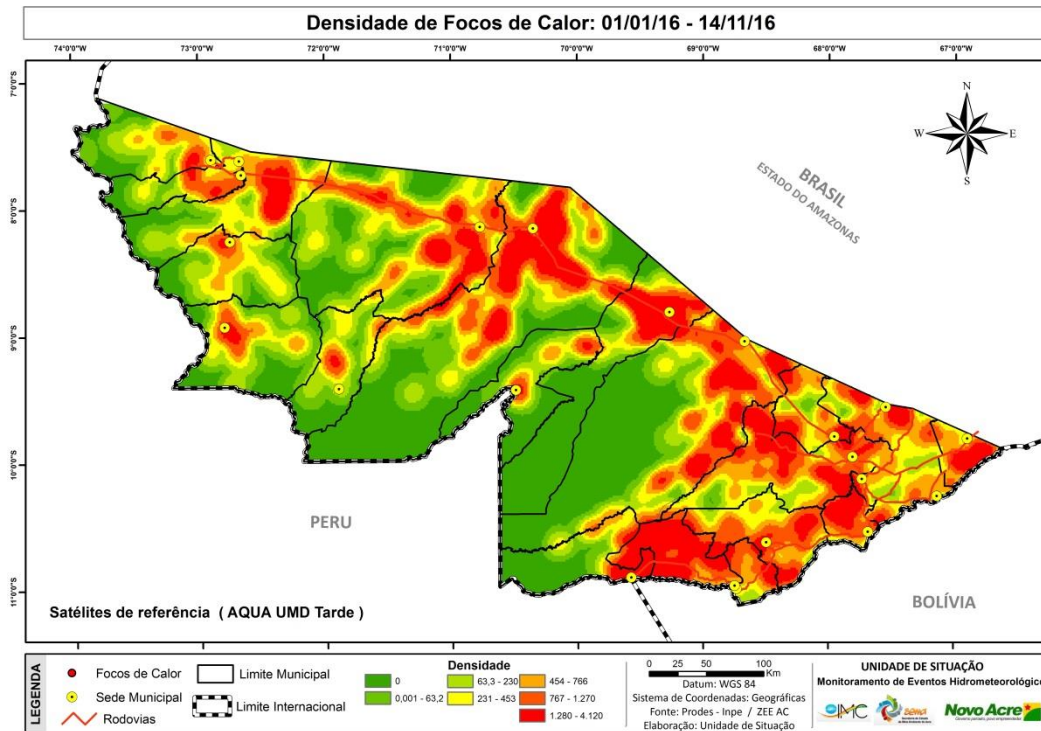 Densidade de Focos de Calor: 01/01/16 - 14/11/16
74°0'0"S 73°0'0"W 72°0'0"W 71°0'0"W 70°0'0"W 69°0'0"W 68°0'0"W 67°0'0"W
7°0'0"S
8°0'0"S
9°0'0"S
10°0'0"S
11°0'0"S
N
W E
S
BRASIL
ESTADO DO AMAZONAS
PERU
BOLÍVIA
Satélites de referência ( AQUA UMD Tarde )
LEGENDA
Focos de Calor
Sede Municipal
Rodovias
Limite Municipal
Limite Internacional
Densidade
0
0,001 - 63,2
63,3 - 230
231 - 453
454 - 766
767 - 1.270
1.280 - 4.120
0 25 50 100
Km
Datum: WGS 84
Sistema de Coordenadas: Geográficas
Fonte: Prodes - Inpe / ZEE AC
Elaboração: Unidade de Situação
UNIDADE DE SITUAÇÃO
Monitoramento de Eventos Hidrometeorológico
IMC
sema
Novo Acre